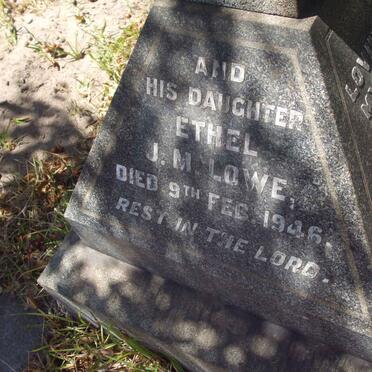 AND
HIS DAUGHTER
ETHEL
J. M. LOWE,
DIED 9TH FEB. 1946.
REST IN THE LORD.